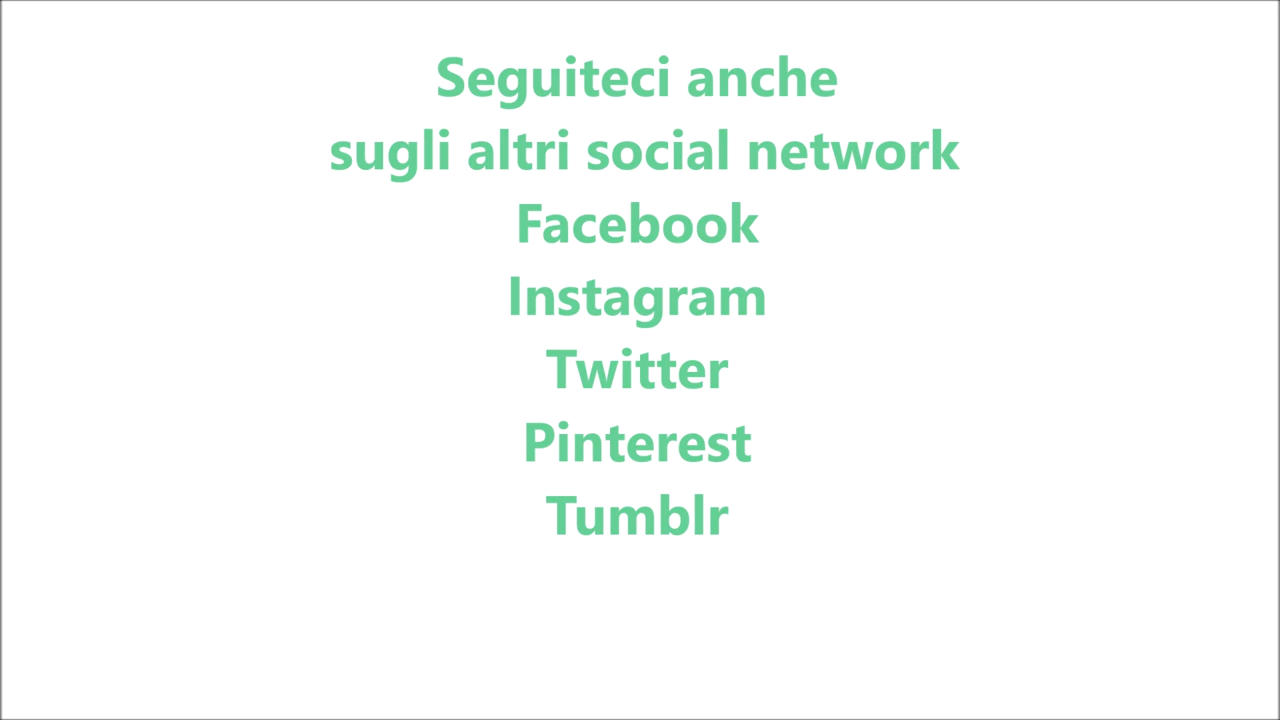 Seguiteci anche
sugli altri social network
Facebook
Instagram
Twitter
Pinterest
Tumblr